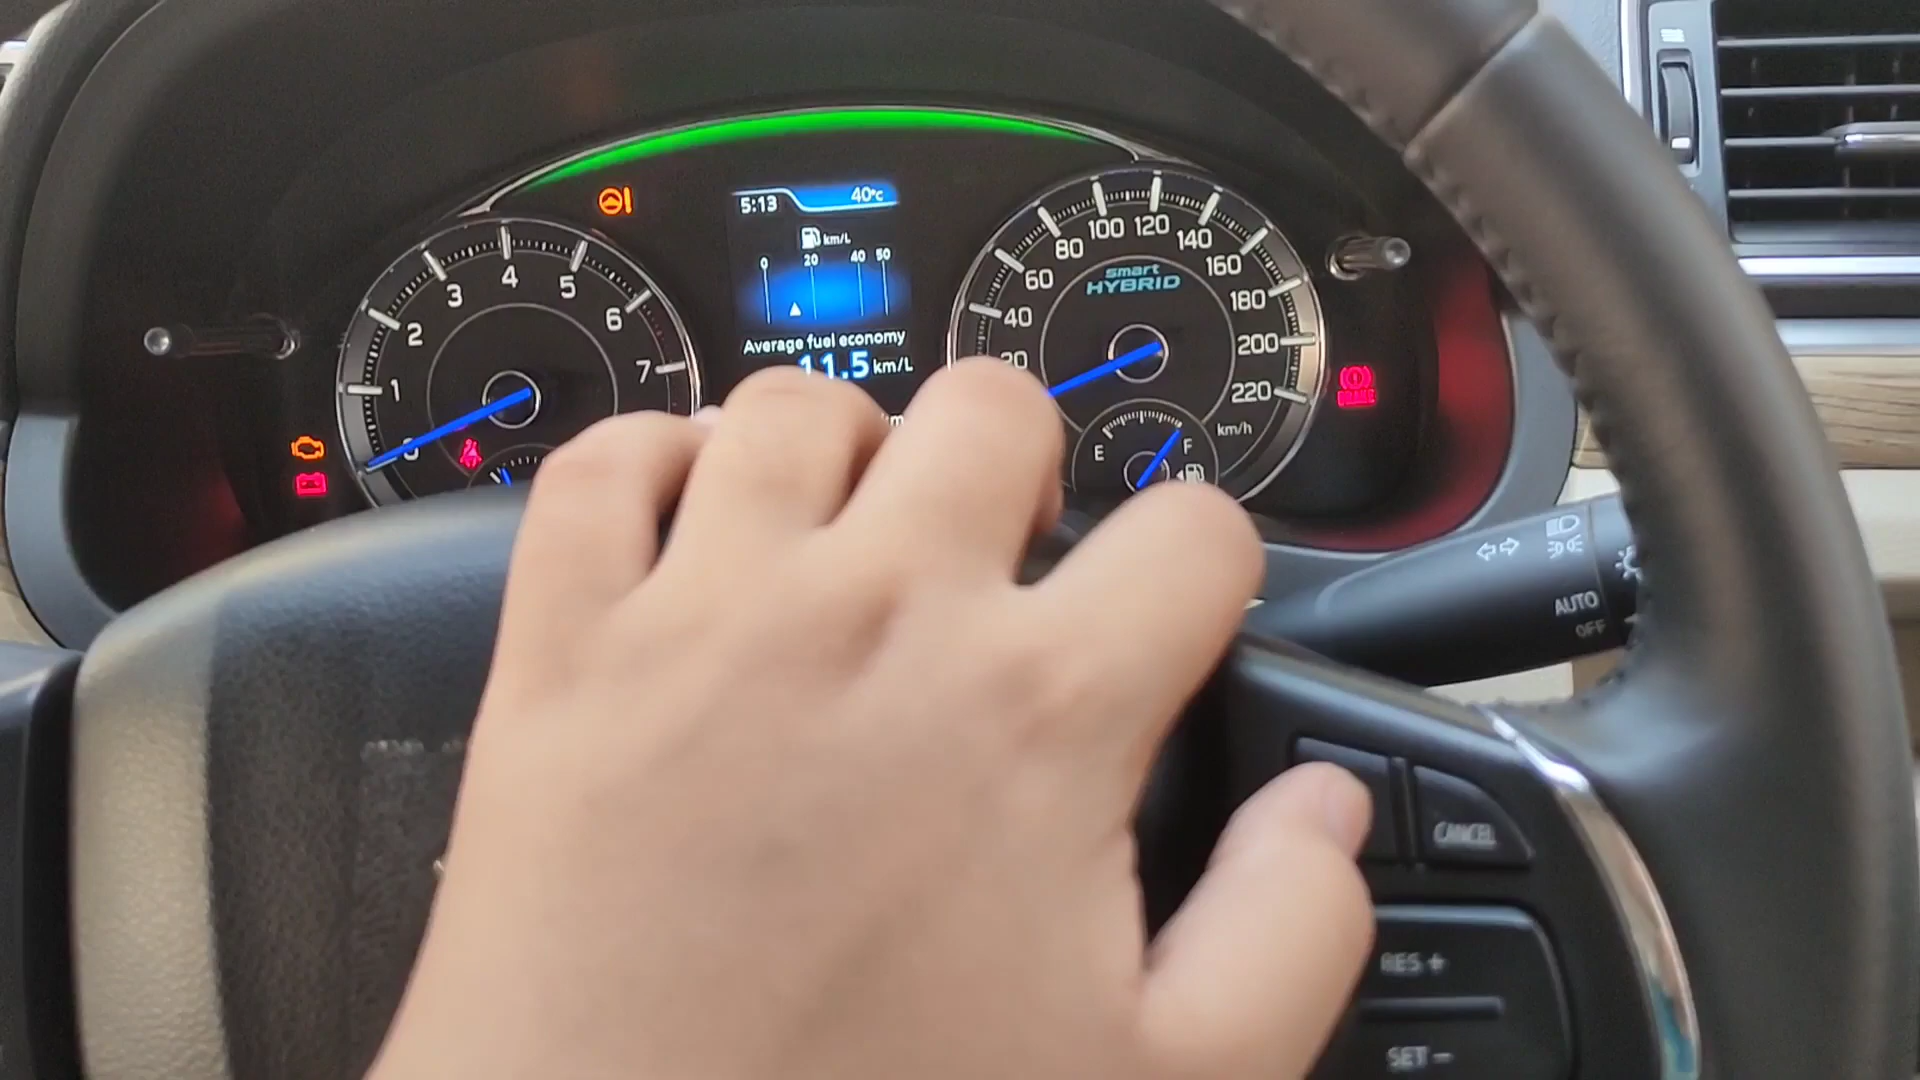 5:13 40°c
km/L
0 20 40 50
Average fuel economy
11.5 km/L
1 2 3 4 5 6 7
smart
HYBRID
40 60 80 100 120 140 160 180 200 220
km/h
E F
BRAKE
AUTO
OFF
CANCEL
RES +
SET −